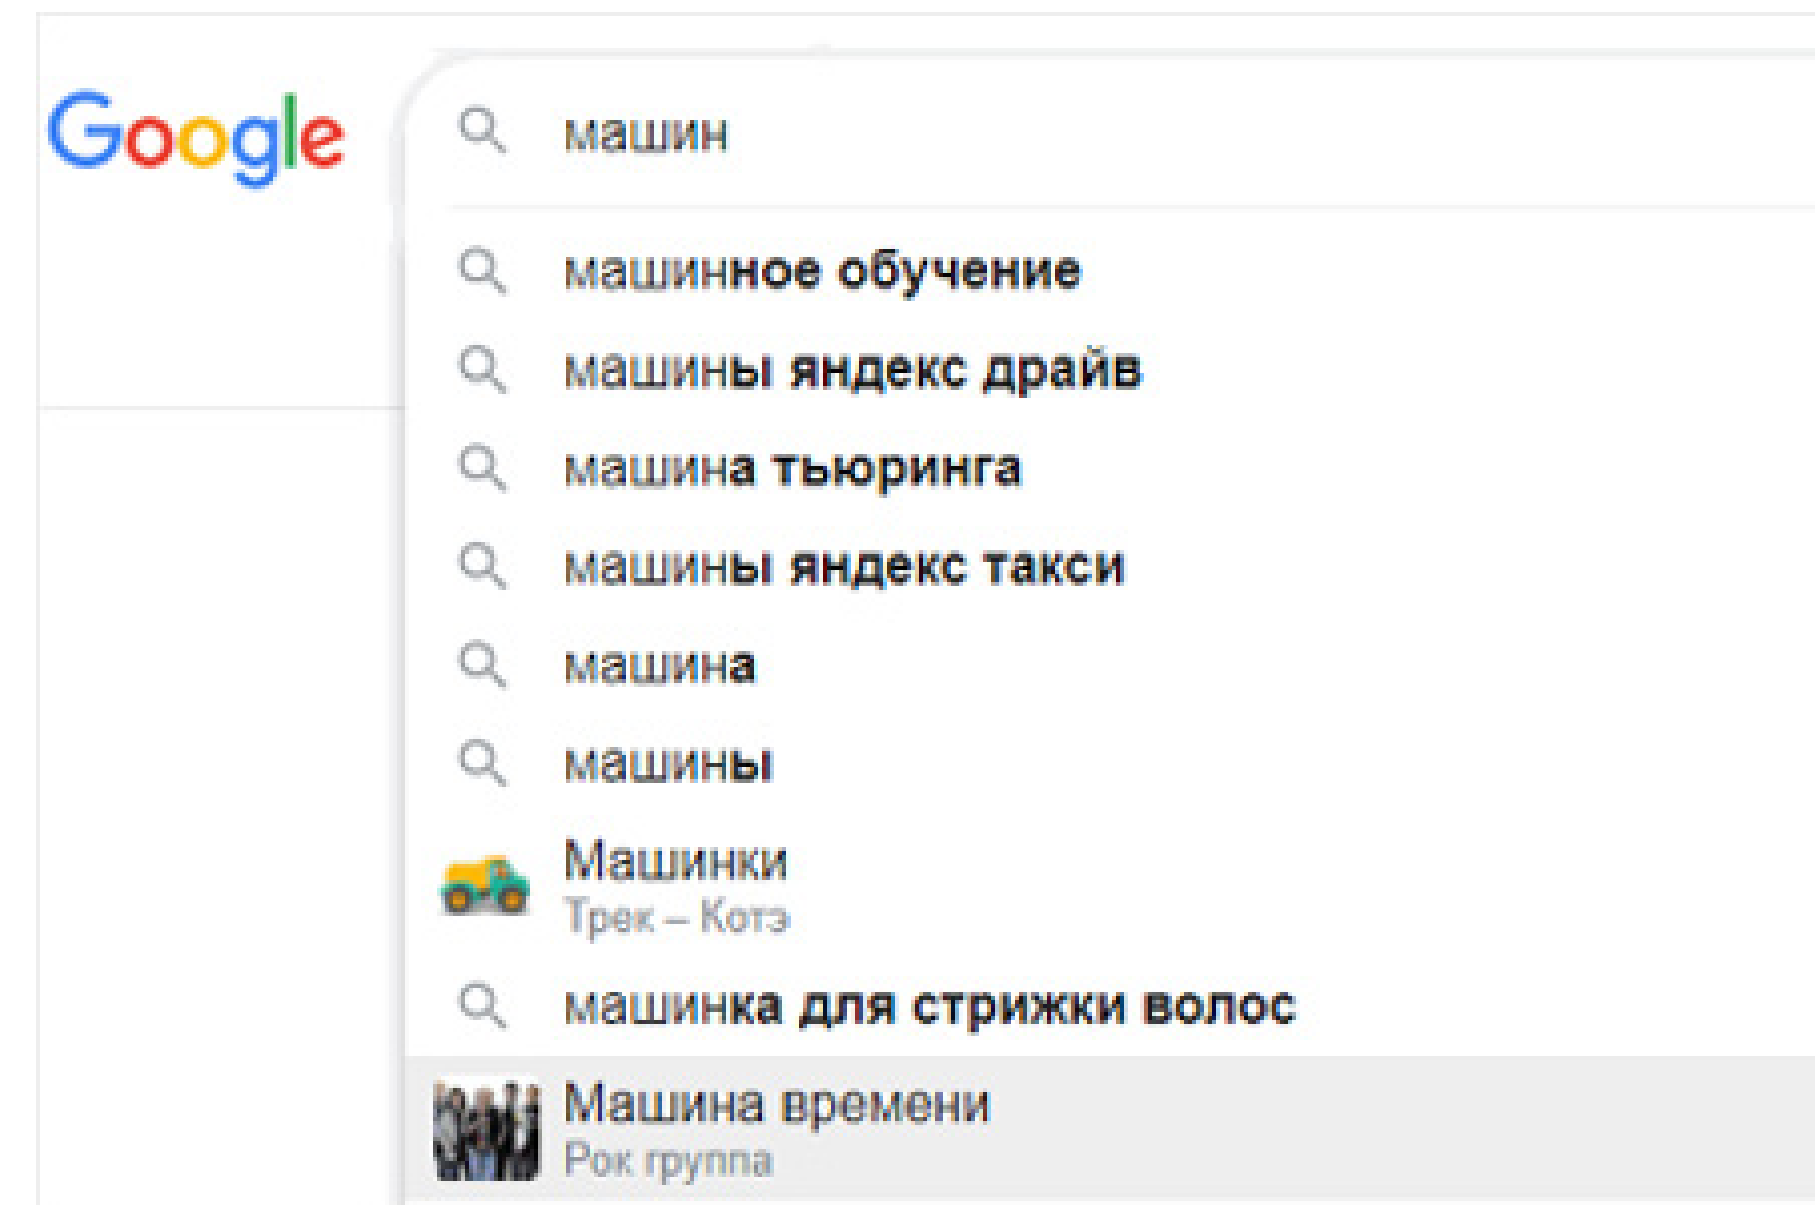 Google
машин
машинное обучение
машины яндекс драйв
машина тьюринга
машины яндекс такси
машина
машины
Машинки
Трек – Котэ
машинка для стрижки волос
Машина времени
Рок группа